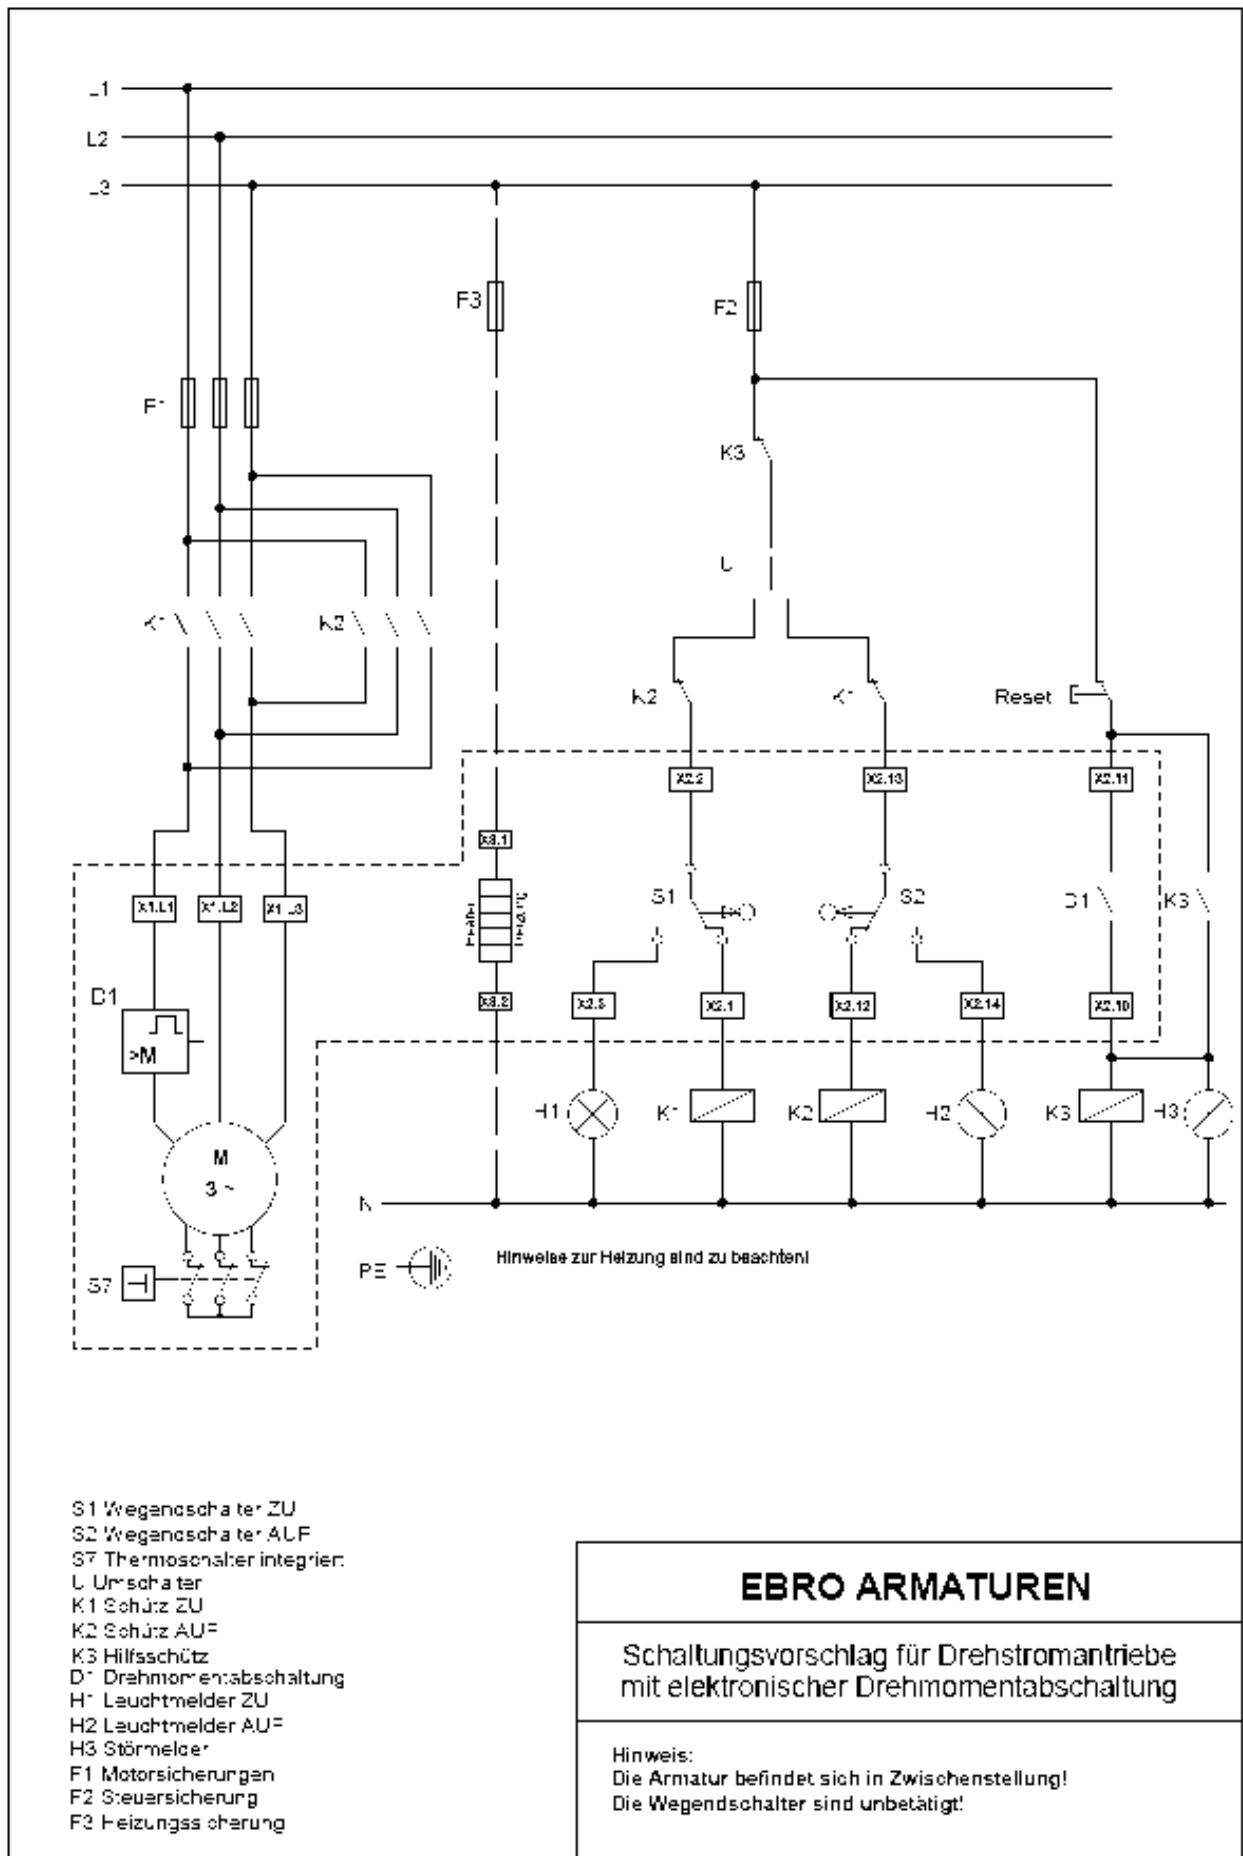 L1
L2
L3
F3
F2
F1
K3
U
K1
K2
K2
K1
Reset
X2.2
X2.13
X2.11
X8.1
X1.L1
X1.L2
X1.L3
S1
S2
D1
K3
D1
X8.2
X2.1
X2.12
X2.14
X2.10
>M
H1
K1
K2
H2
K3
H3
M
3 ~
N
PE
Hinweise zur Heizung sind zu beachten!
S7
S1 Wegendschalter ZU
S2 Wegendschalter AUF
S7 Thermoschalter integriert
U Umschalter
K1 Schütz ZU
K2 Schütz AUF
K3 Hilfsschütz
D1 Drehmomentabschaltung
H1 Leuchtmelder ZU
H2 Leuchtmelder AUF
H3 Störmelder
F1 Motorsicherungen
F2 Steuersicherung
F3 Heizungssicherung
EBRO ARMATUREN
Schaltungsvorschlag für Drehstromantriebe
mit elektronischer Drehmomentabschaltung
Hinweis:
Die Armatur befindet sich in Zwischenstellung!
Die Wegendschalter sind unbetätigt!